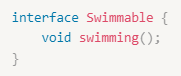 interface Swimmable {
    void swimming();
}